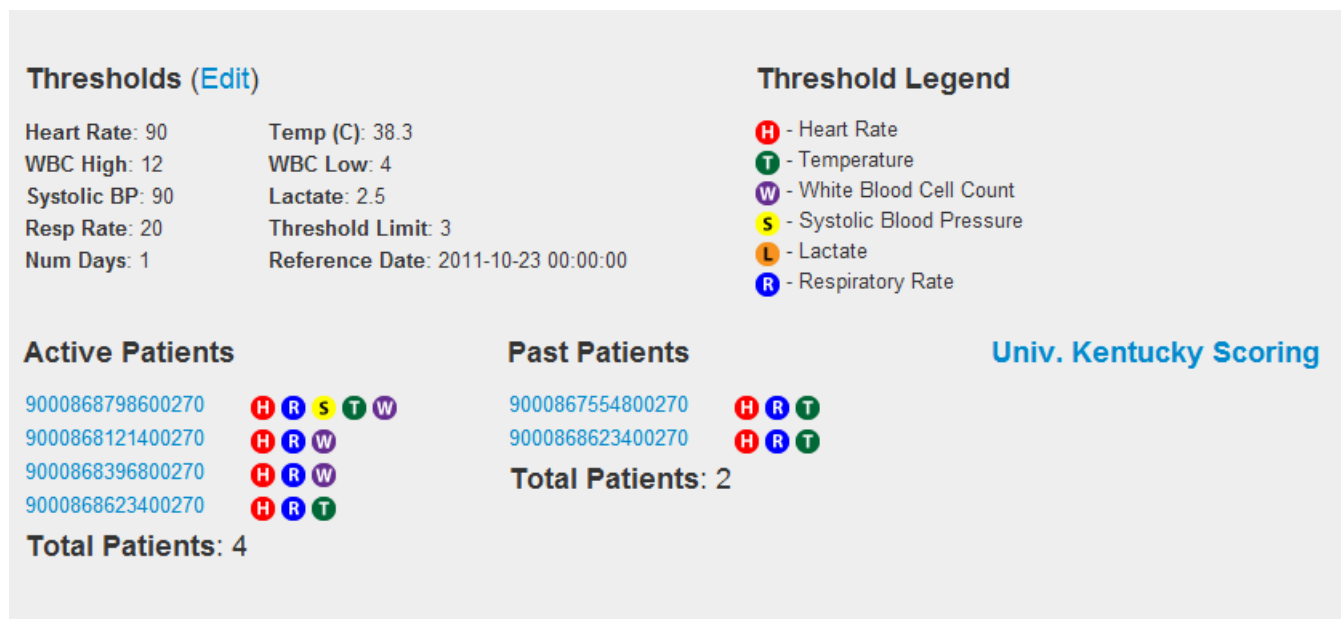 Thresholds (Edit)
Heart Rate: 90 Temp (C): 38.3
WBC High: 12 WBC Low: 4
Systolic BP: 90 Lactate: 2.5
Resp Rate: 20 Threshold Limit: 3
Num Days: 1 Reference Date: 2011-10-23 00:00:00
Threshold Legend
H - Heart Rate
T - Temperature
W - White Blood Cell Count
S - Systolic Blood Pressure
L - Lactate
R - Respiratory Rate
Active Patients
9000868798600270 H R S T W
9000868121400270 H R W
9000868396800270 H R W
9000868623400270 H R T
Total Patients: 4
Past Patients
9000867554800270 H R T
9000868623400270 H R T
Total Patients: 2
Univ. Kentucky Scoring